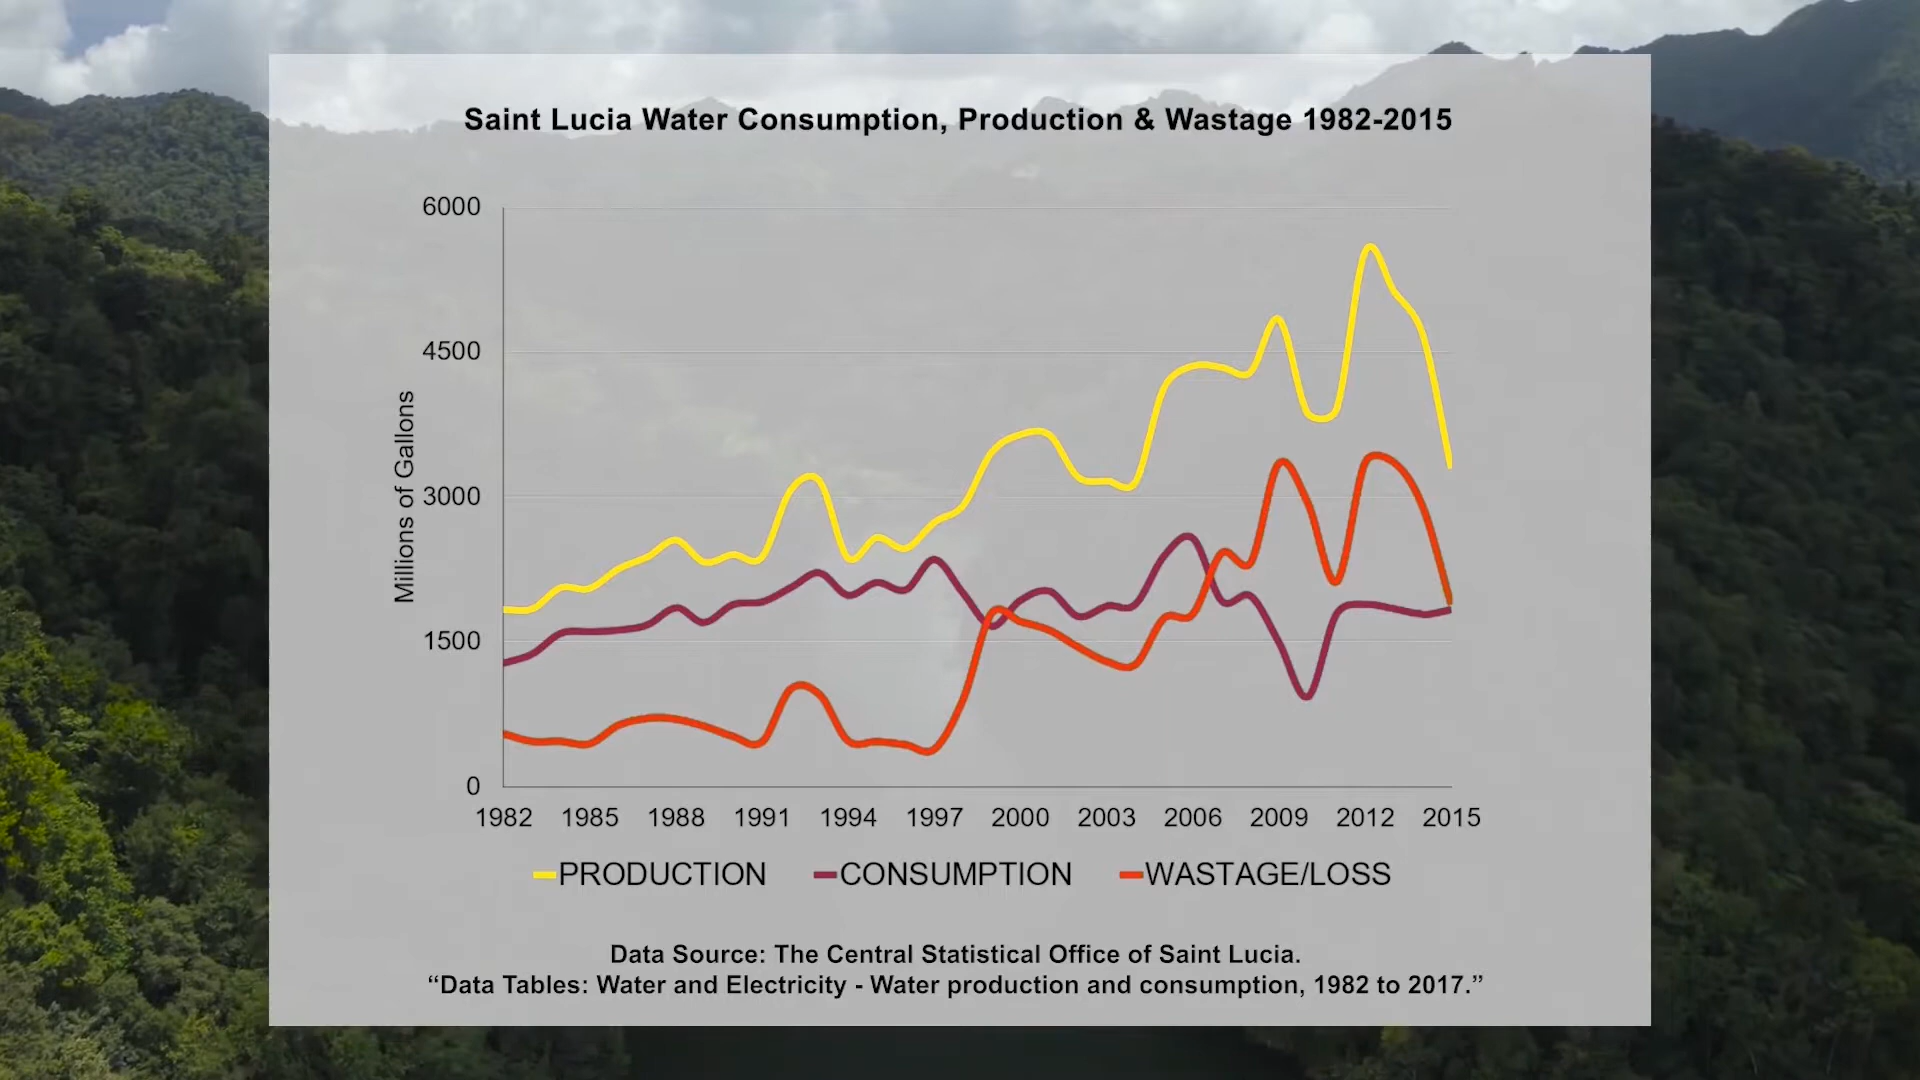 Saint Lucia Water Consumption, Production & Wastage 1982-2015
6000
4500
3000
1500
0
Millions of Gallons
1982 1985 1988 1991 1994 1997 2000 2003 2006 2009 2012 2015
PRODUCTION CONSUMPTION WASTAGE/LOSS
Data Source: The Central Statistical Office of Saint Lucia.
“Data Tables: Water and Electricity - Water production and consumption, 1982 to 2017.”